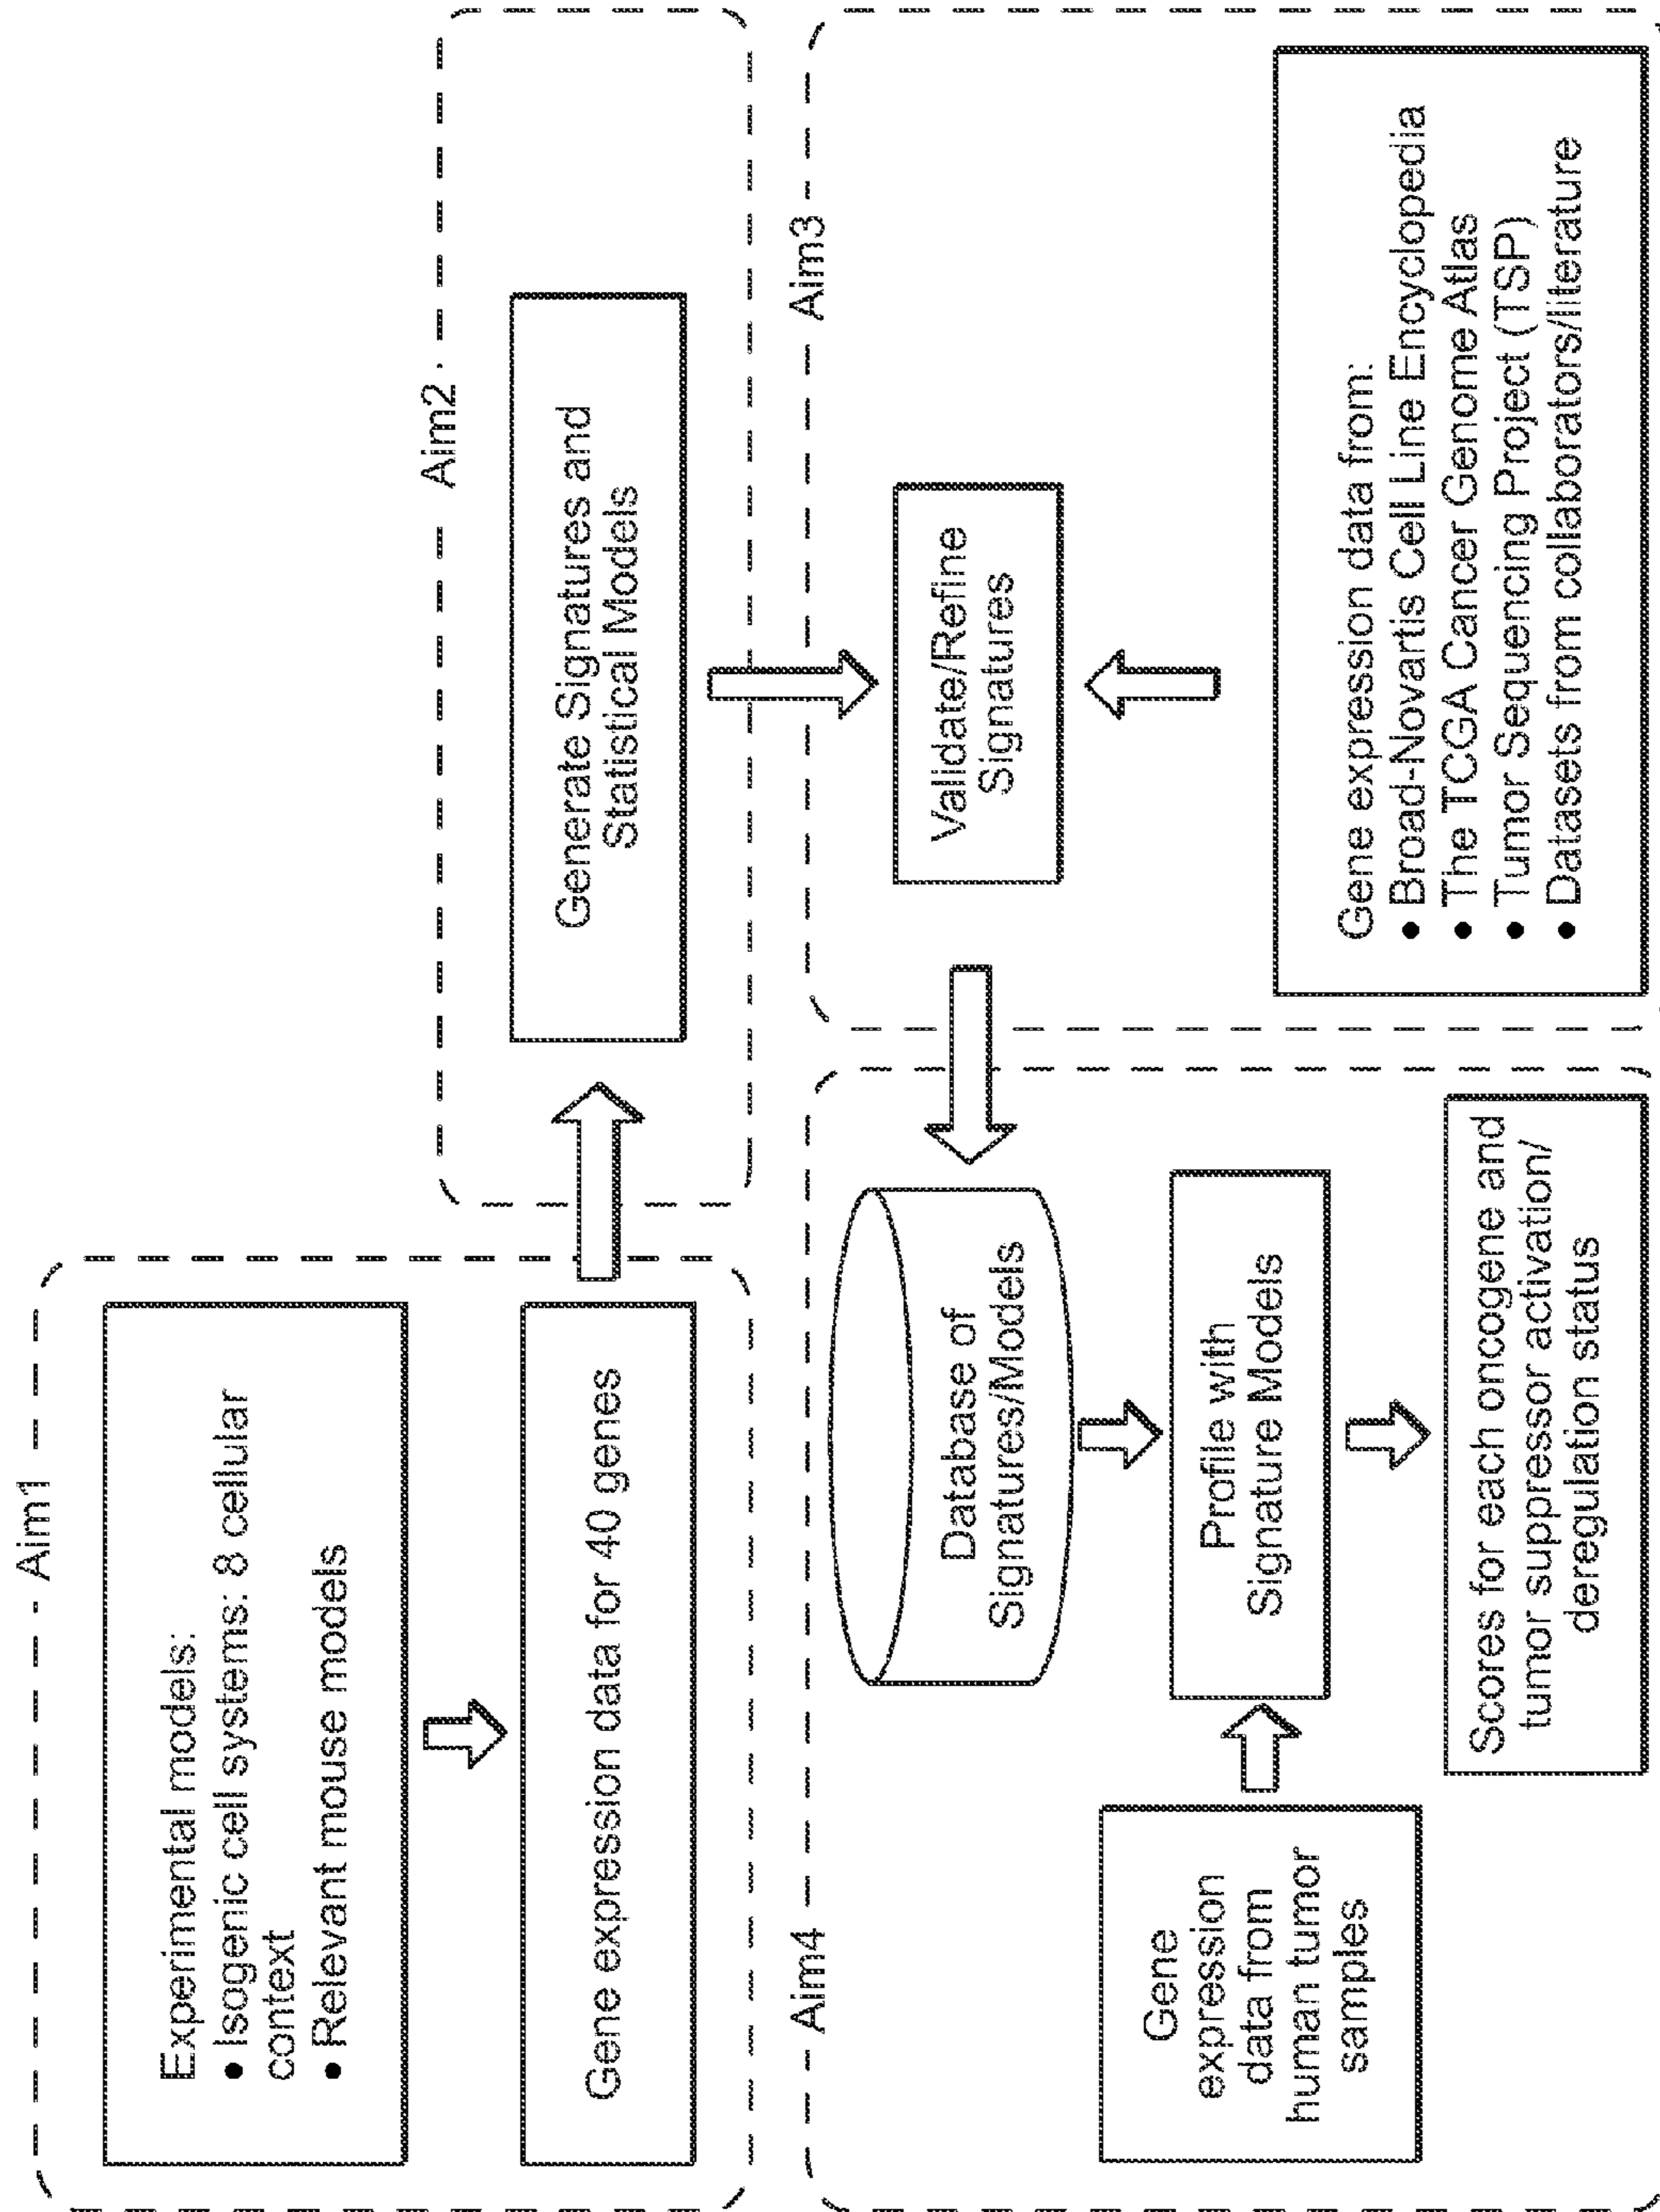 Aim1
Experimental models:
• Isogenic cell systems: 8 cellular
context
• Relevant mouse models
Gene expression data for 40 genes
Aim2
Generate Signatures and
Statistical Models
Aim3
Validate/Refine
Signatures
Gene expression data from:
• Broad-Novartis Cell Line Encyclopedia
• The TCGA Cancer Genome Atlas
• Tumor Sequencing Project (TSP)
• Datasets from collaborators/literature
Aim4
Database of
Signatures/Models
Gene
expression
data from
human tumor
samples
Profile with
Signature Models
Scores for each oncogene and
tumor suppressor activation/
deregulation status